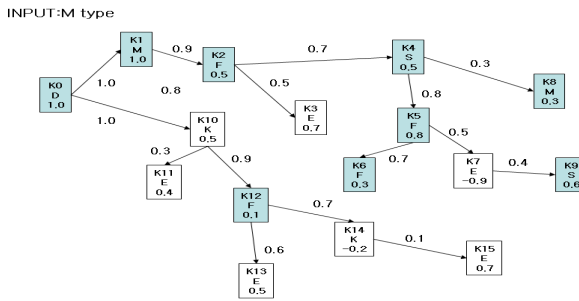 INPUT:M type
K1
M
1,0
0.9
K2
F
0,5
0.7
K4
S
0,5
0.3
K8
M
0,3
K0
D
1,0
1.0
0.8
0.5
K3
E
0,7
0.8
K5
F
0,8
1.0
K10
K
0,5
0.3
K11
E
0,4
0.9
0.7
K6
F
0,3
0.5
K7
E
-0,9
0.4
K9
S
0,6
K12
F
0,1
0.7
K14
K
-0,2
0.1
K15
E
0,7
0.6
K13
E
0,5